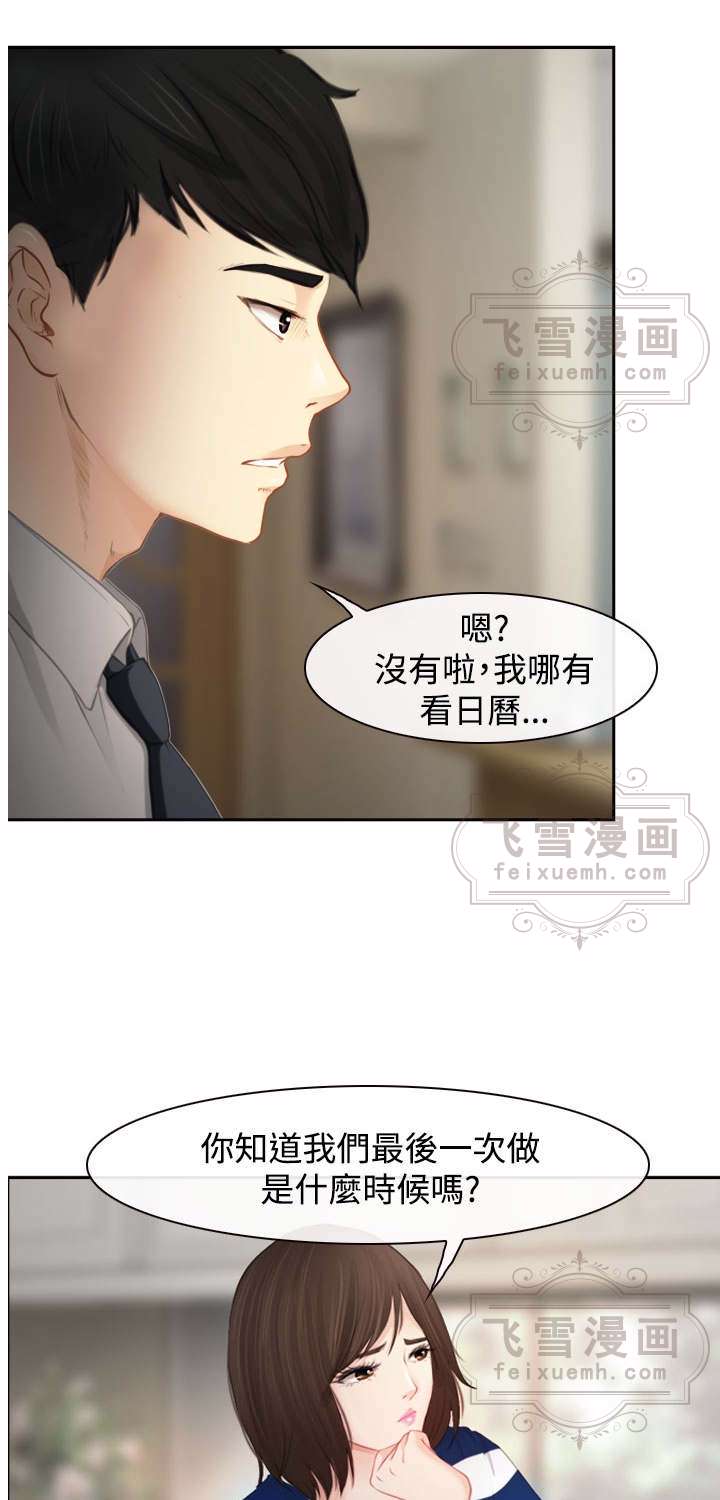 飞雪漫画
feixuemh.com
嗯?
沒有啦，我哪有
看日曆...
飞雪漫画
feixuemh.com
你知道我們最後一次做
是什麼時候嗎?
飞雪漫画
feixuemh.com